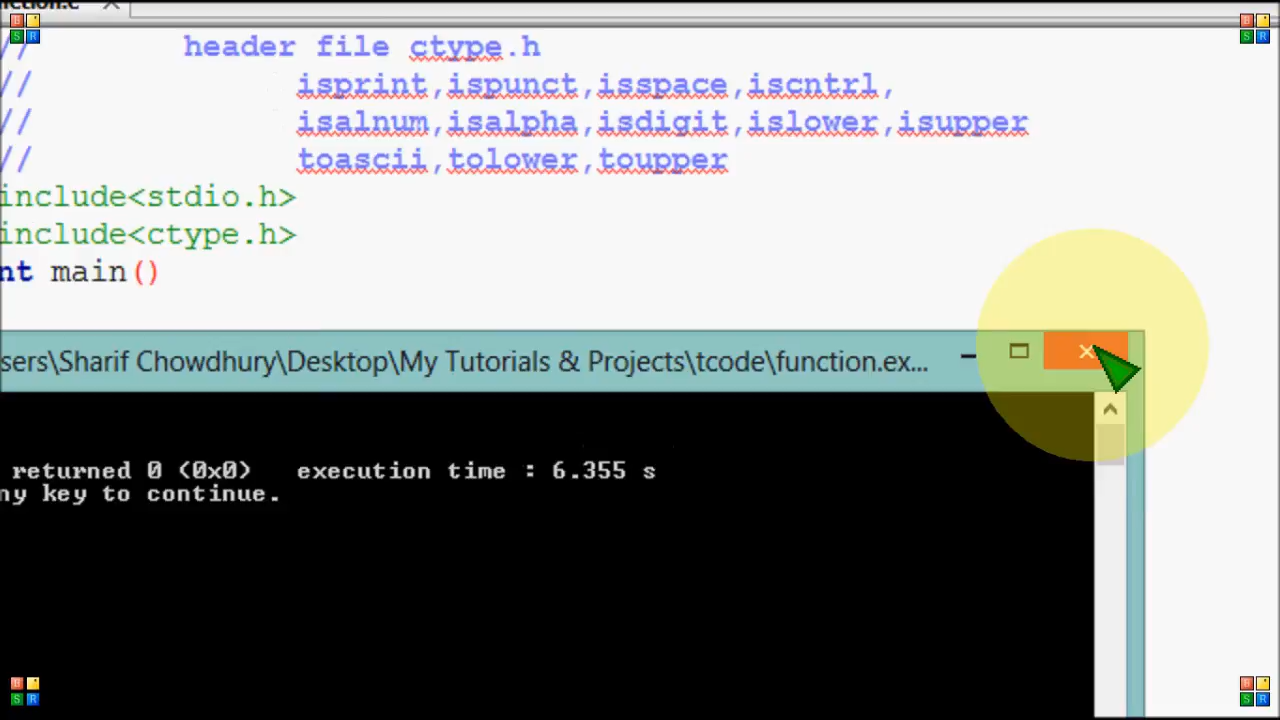 nction.c
// header file ctype.h
// isprint,ispunct,isspace,iscntrl,
// isalnum,isalpha,isdigit,islower,isupper
// toascii,tolower,toupper
include<stdio.h>
include<ctype.h>
nt main()
sers\Sharif Chowdhury\Desktop\My Tutorials & Projects\tcode\function.ex...
returned 0 (0x0) execution time : 6.355 s
ny key to continue.